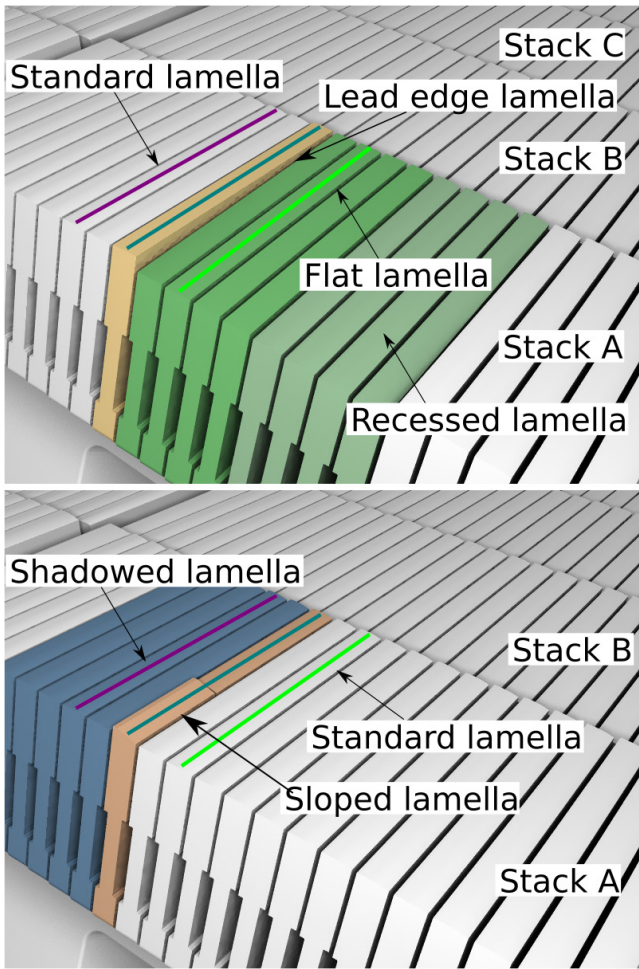 Stack C
Standard lamella
Lead edge lamella
Stack B
Flat lamella
Stack A
Recessed lamella
Shadowed lamella
Stack B
Standard lamella
Sloped lamella
Stack A